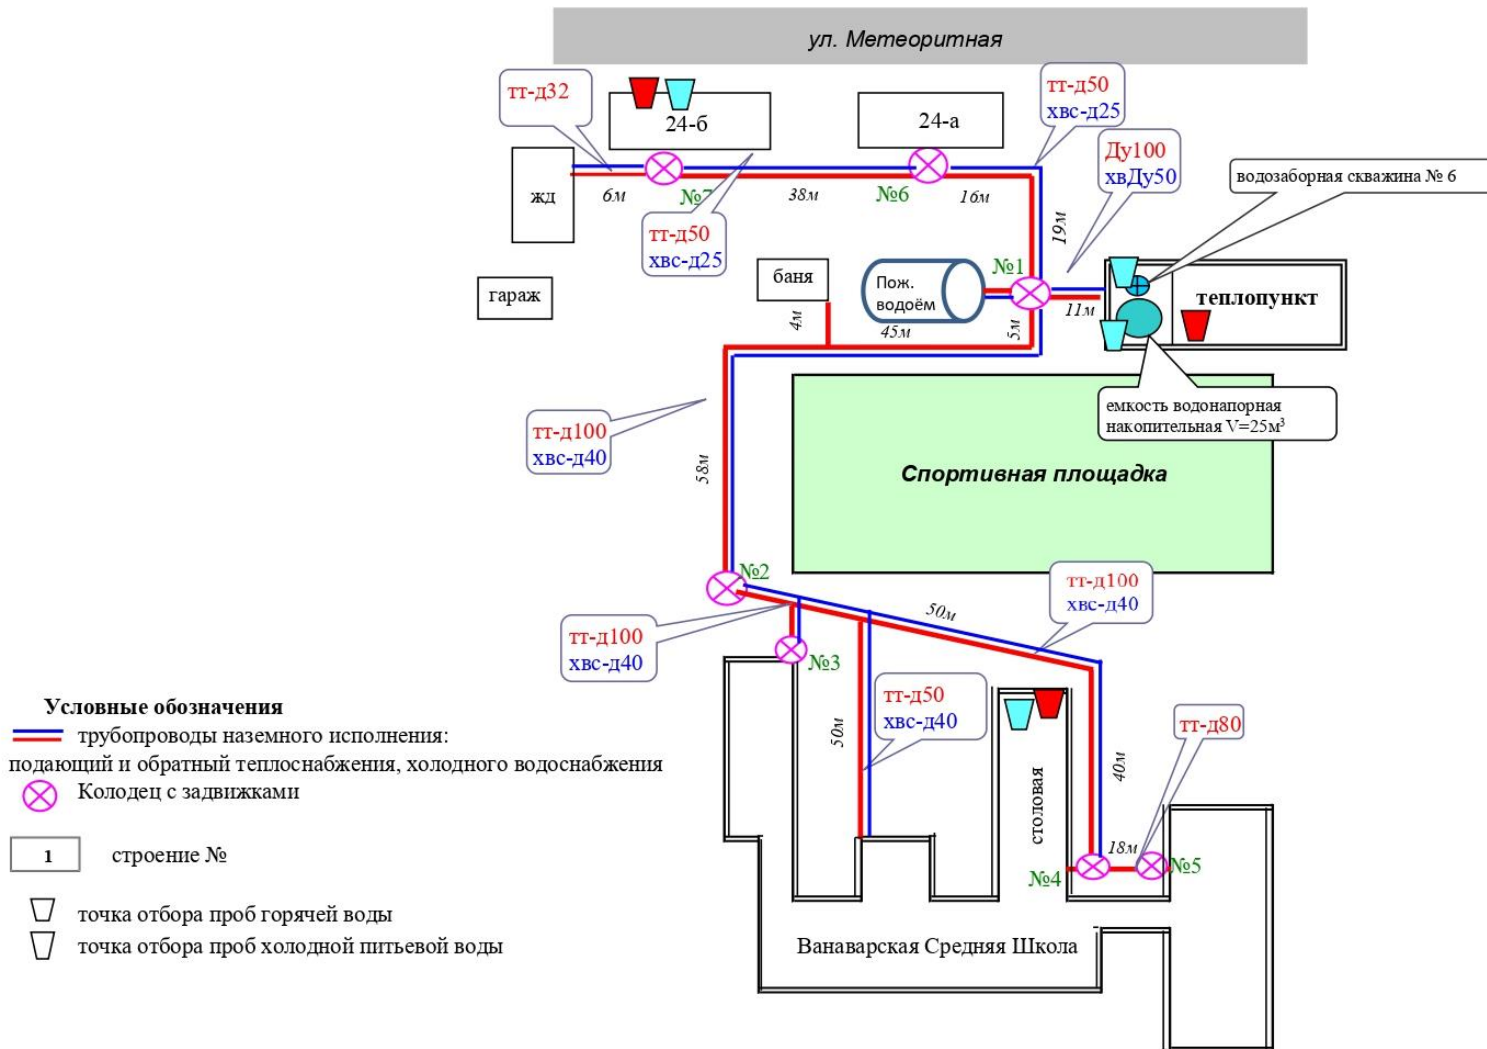 ул. Метеоритная
тт-д32
24-б
24-а
тт-д50
хвс-д25
Ду100
хвДу50
водозаборная скважина № 6
жд
6м
№7
38м
№6
16м
19м
тт-д50
хвс-д25
гараж
баня
Пож.
водоём
№1
11м
теплопункт
4м
45м
5м
емкость водонапорная
накопительная V=25м³
тт-д100
хвс-д40
58м
Спортивная площадка
№2
50м
тт-д100
хвс-д40
тт-д100
хвс-д40
№3
тт-д50
хвс-д40
50м
столовая
40м
тт-д80
18м
№4
№5
Ванаварская Средняя Школа
Условные обозначения
трубопроводы наземного исполнения:
подающий и обратный теплоснабжения, холодного водоснабжения
Колодец с задвижками
1
строение №
точка отбора проб горячей воды
точка отбора проб холодной питьевой воды